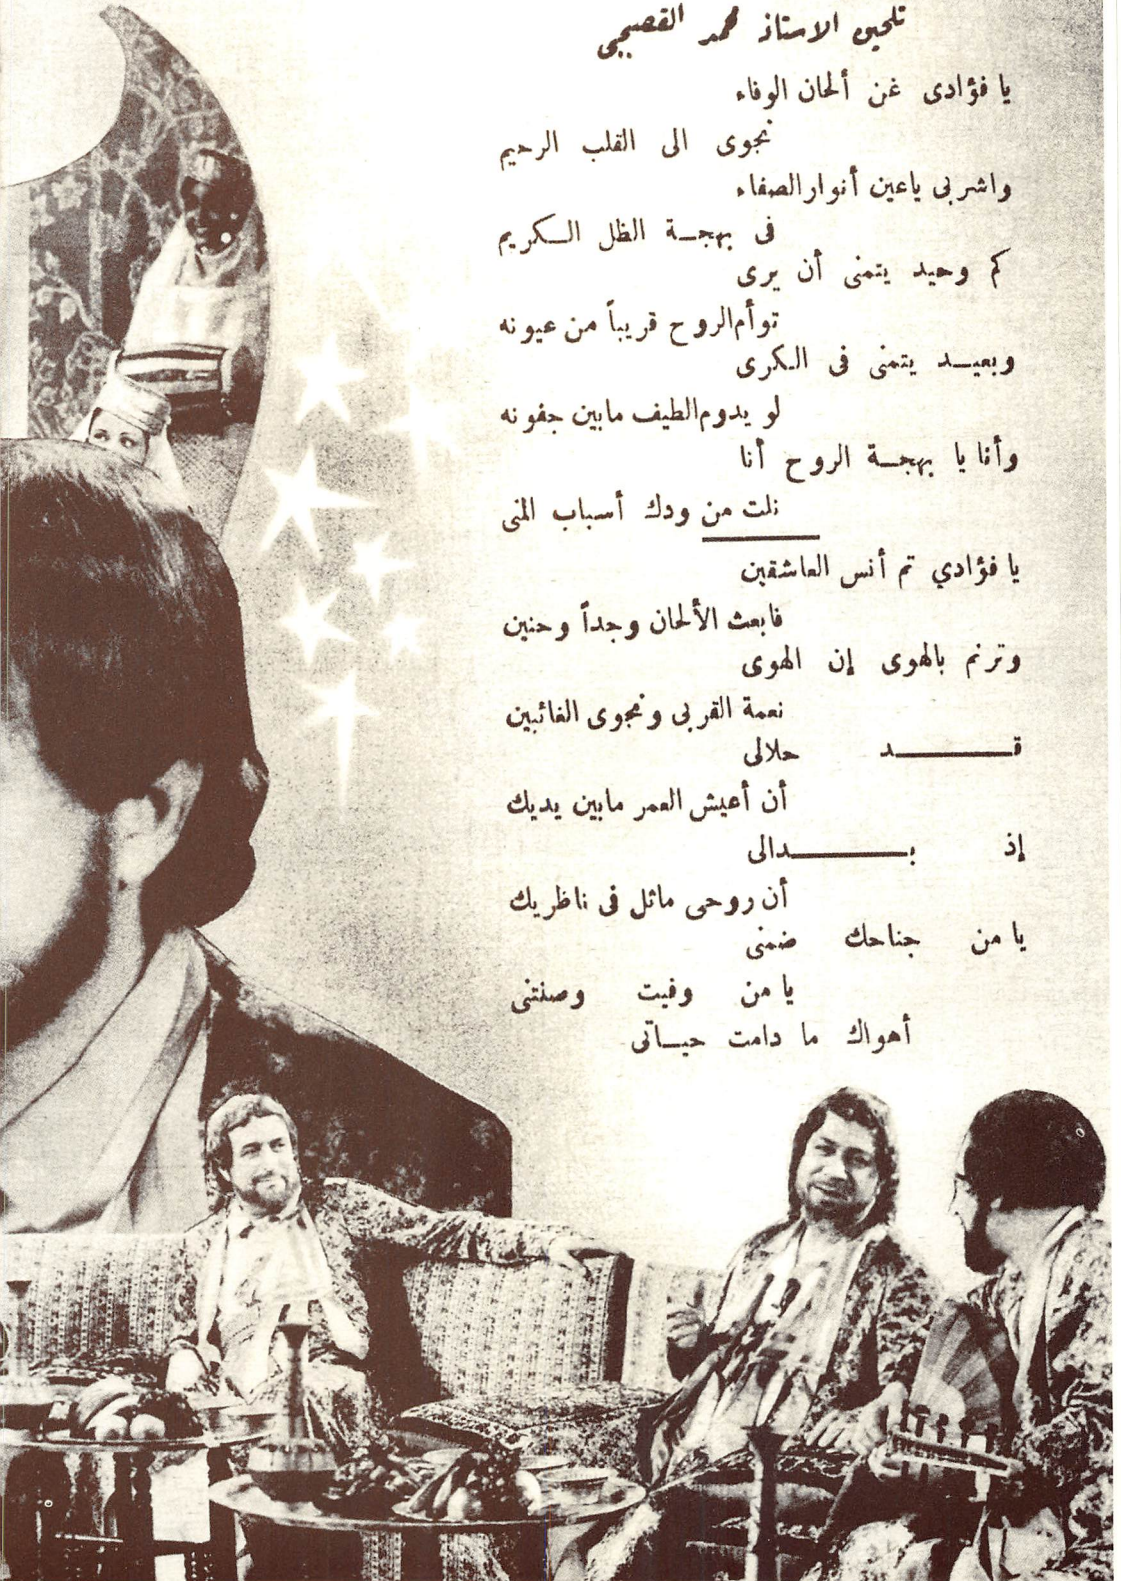 تلحين الاستاذ محمد القصبجى
يا فؤادى غن ألحان الوفاء
نجوى الى القلب الرحيم
واشربى ياعين أنوار الصفاء
فى بهجة الظل الكريم
كم وحيد يتمنى أن يرى
توأم الروح قريباً من عيونه
وبعيد يتمنى فى الكرى
لو يدوم الطيف مابين جفونه
وأنا يا بهجة الروح أنا
نلت من ودك أسباب المنى
يا فؤادي تم أنس العاشقين
فابعث الألحان وجداً وحنين
وترنم بالهوى إن الهوى
نعمة القربى ونجوى الغائبين
قد حلالى
أن أعيش العمر مابين يديك
إذ بدالى
أن روحى ماثل فى ناظريك
يا من جناحك ضمنى
يا من وفيت وصنتنى
أهواك ما دامت حياتى